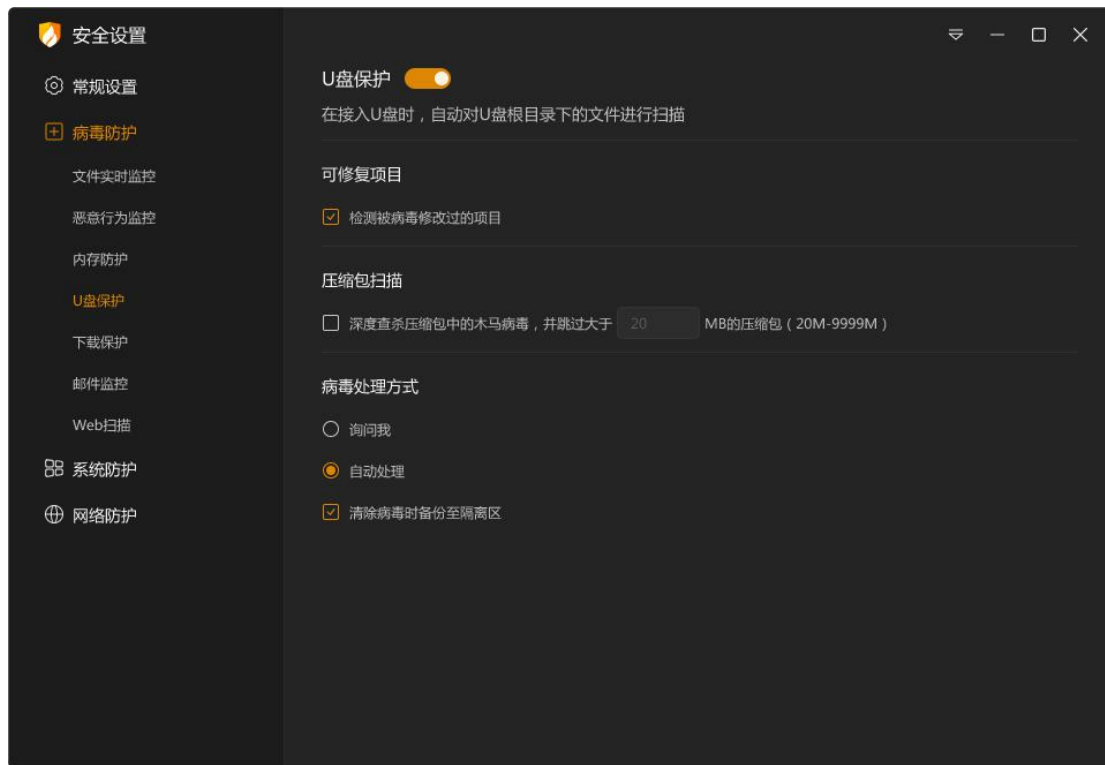 安全设置
常规设置
病毒防护
文件实时监控
恶意行为监控
内存防护
U盘保护
下载保护
邮件监控
Web扫描
系统防护
网络防护
U盘保护
在接入U盘时，自动对U盘根目录下的文件进行扫描
可修复项目
检测被病毒修改过的项目
压缩包扫描
深度查杀压缩包中的木马病毒，并跳过大于 20 MB的压缩包（20M-9999M）
病毒处理方式
询问我
自动处理
清除病毒时备份至隔离区